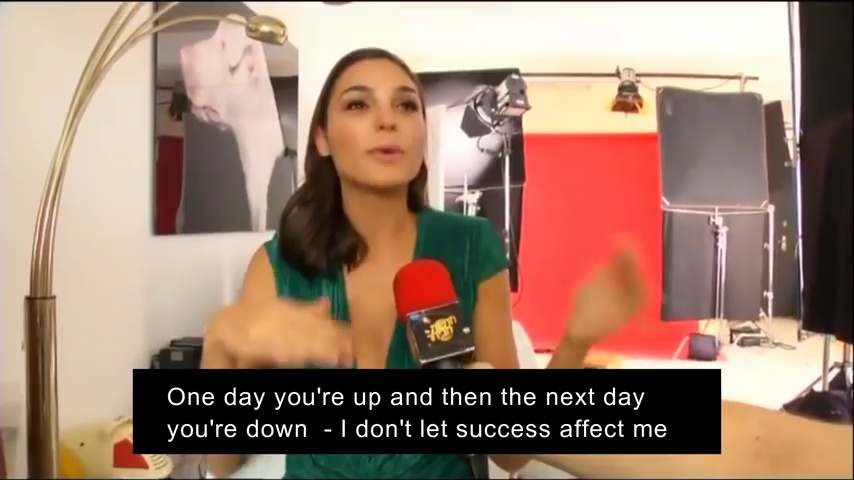 One day you're up and then the next day
you're down  - I don't let success affect me